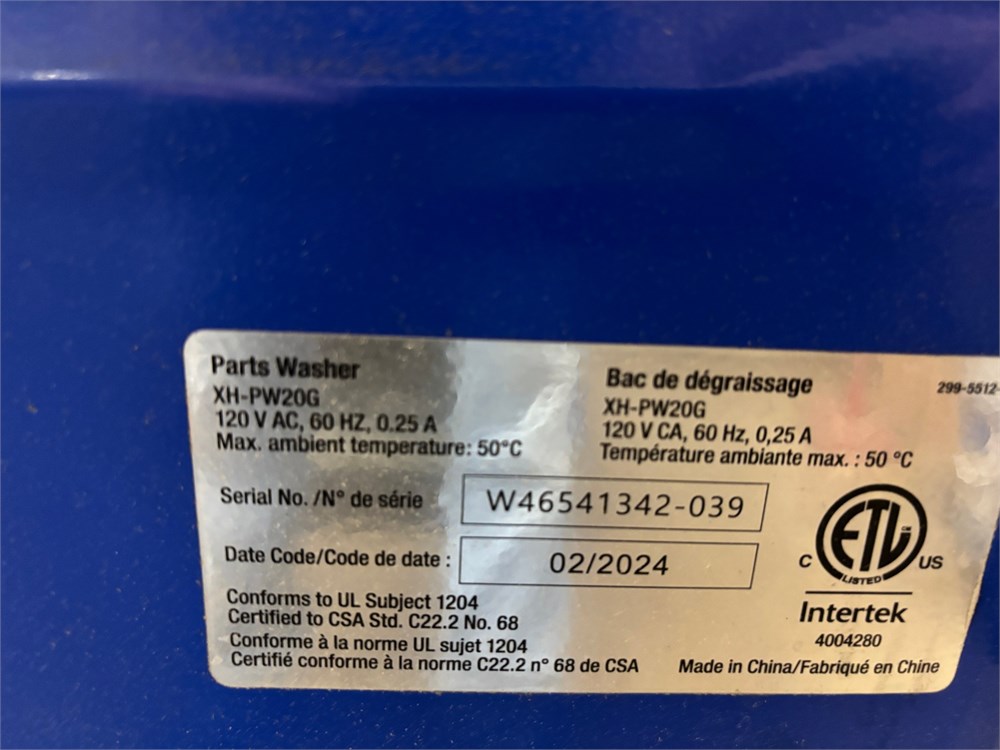 Parts Washer
XH-PW20G
120 V AC, 60 HZ, 0.25 A
Max. ambient temperature: 50°C
Bac de dégraissage
XH-PW20G
120 V CA, 60 Hz, 0,25 A
Température ambiante max. : 50 °C
299-5512-
Serial No. /N° de série W46541342-039
Date Code/Code de date : 02/2024
Conforms to UL Subject 1204
Certified to CSA Std. C22.2 No. 68
Conforme à la norme UL sujet 1204
Certifié conforme à la norme C22.2 n° 68 de CSA
C ETL US
LISTED
Intertek
4004280
Made in China/Fabriqué en Chine